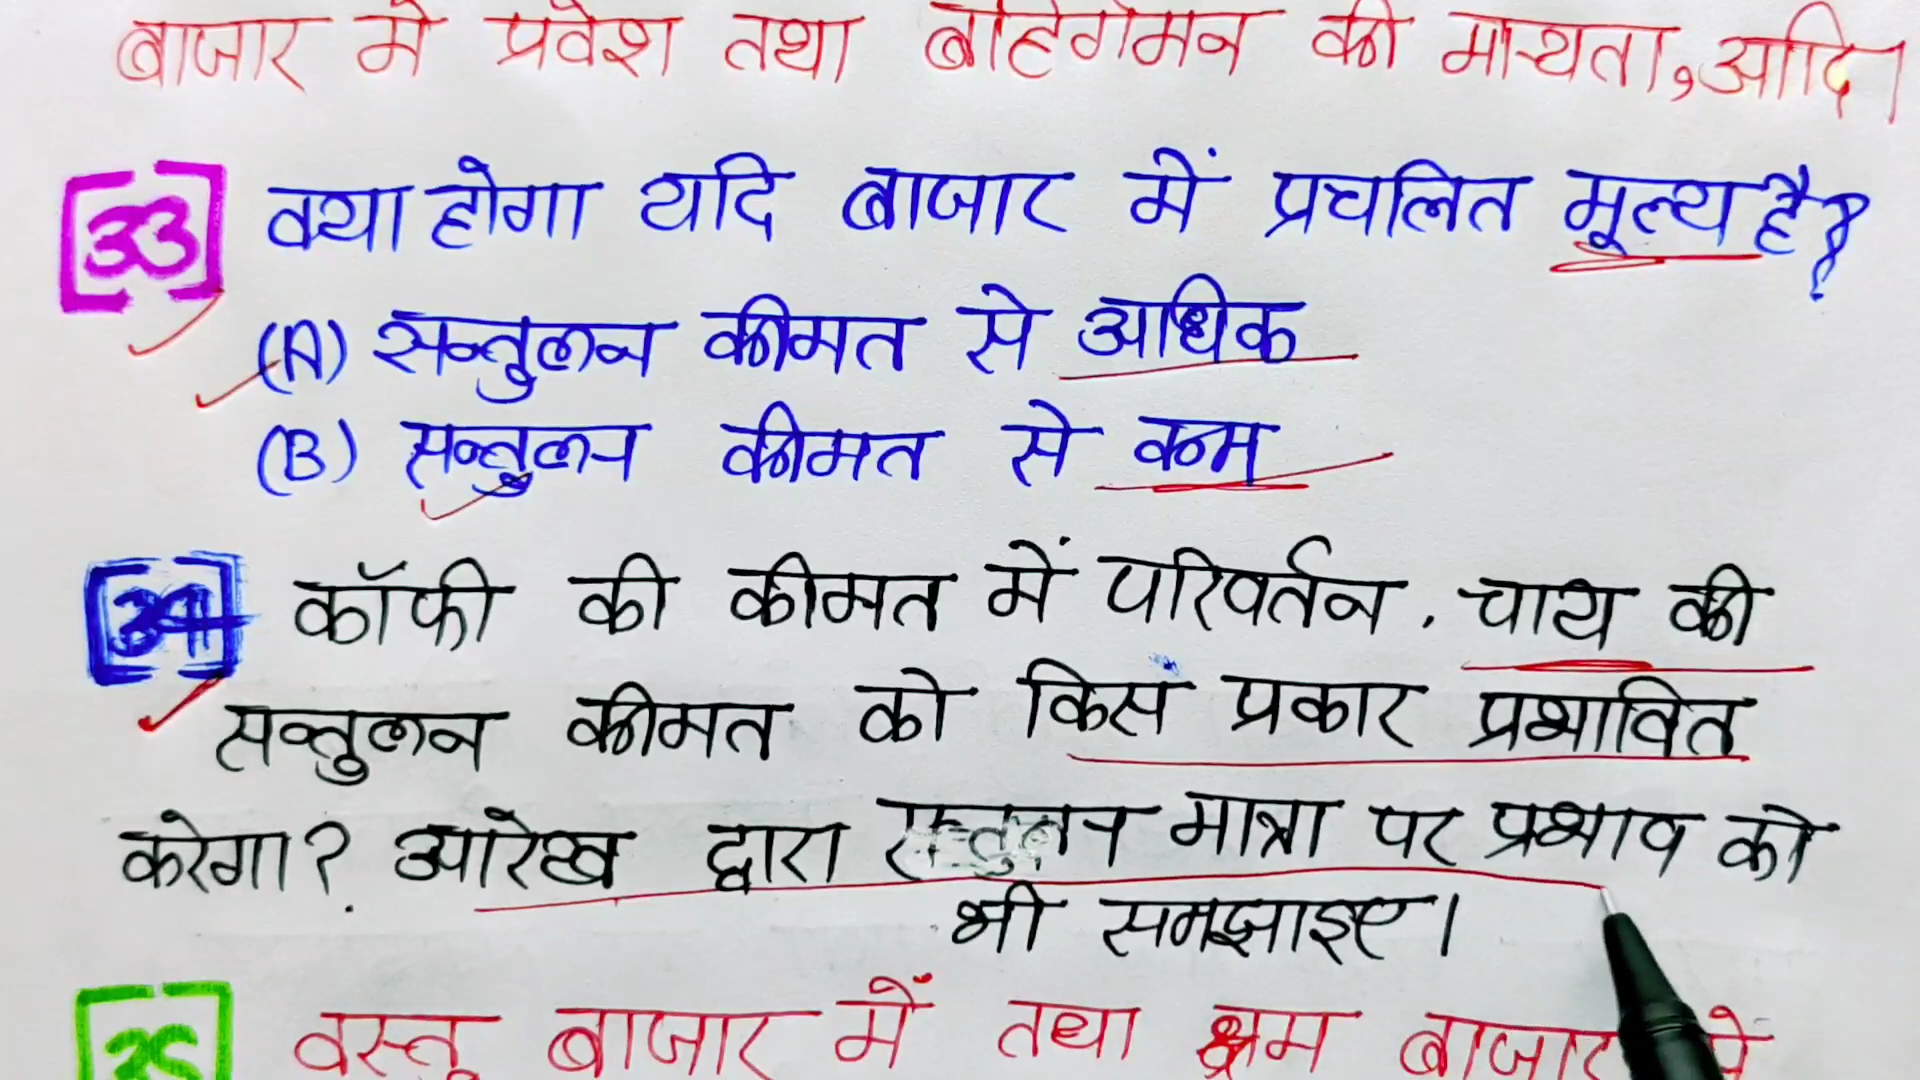 बाजार में प्रवेश तथा बहिर्गमन की मान्यता, आदि।
[33] क्या होगा यदि बाजार में प्रचलित मूल्य है?
(A) सन्तुलन कीमत से अधिक
(B) सन्तुलन कीमत से कम
[34] कॉफी की कीमत में परिवर्तन, चाय की
सन्तुलन कीमत को किस प्रकार प्रभावित
करेगा? आरेख द्वारा सन्तुलन मात्रा पर प्रभाव को
भी समझाइए।
[35] वस्तु बाजार में तथा श्रम बाजार में